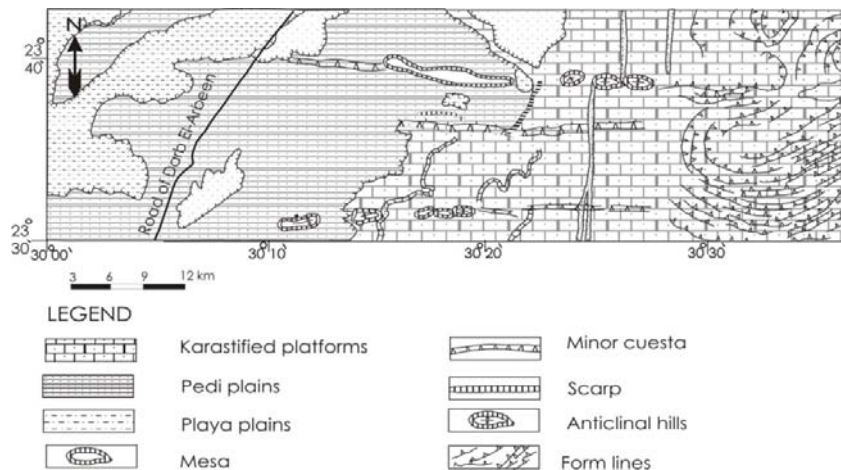 N
23°
40'
Road of Darb El-Arbeen
23°
30'
30°00'
30°10'
30°20'
30°30'
3 6 9 12 km
LEGEND
Karastified platforms
Pedi plains
Playa plains
Mesa
Minor cuesta
Scarp
Anticlinal hills
Form lines